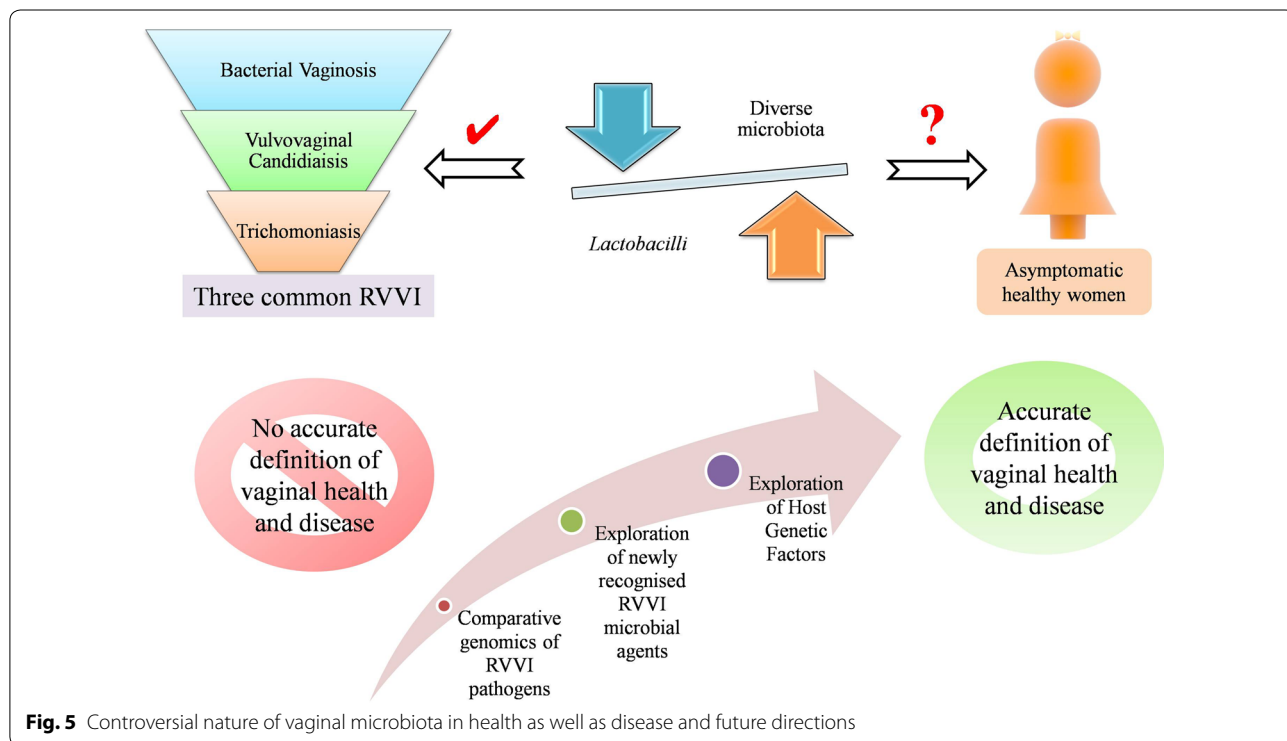 Bacterial Vaginosis
Vulvovaginal
Candidiaisis
Trichomoniasis
Three common RVVI
Diverse
microbiota
Lactobacilli
?
Asymptomatic
healthy women
No accurate
definition of
vaginal health
and disease
Comparative
genomics of
RVVI
pathogens
Exploration
of newly
recognised
RVVI
microbial
agents
Exploration
of Host
Genetic
Factors
Accurate
definition of
vaginal health
and disease
Fig. 5 Controversial nature of vaginal microbiota in health as well as disease and future directions